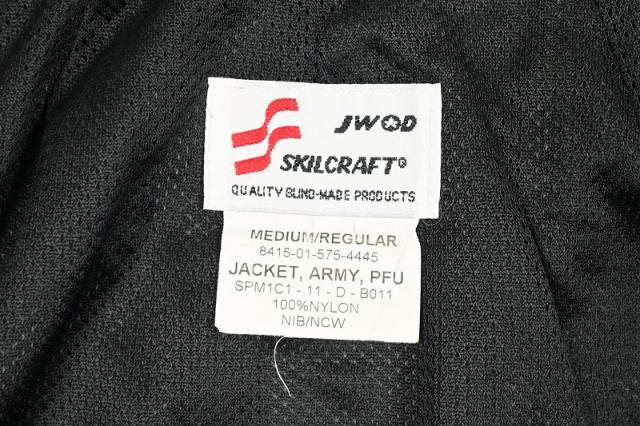 JWOD
SKILCRAFT®
QUALITY BLIND-MADE PRODUCTS
MEDIUM/REGULAR
8415-01-575-4445
JACKET, ARMY, PFU
SPM1C1 - 11 - D - B011
100%NYLON
NIB/NCW